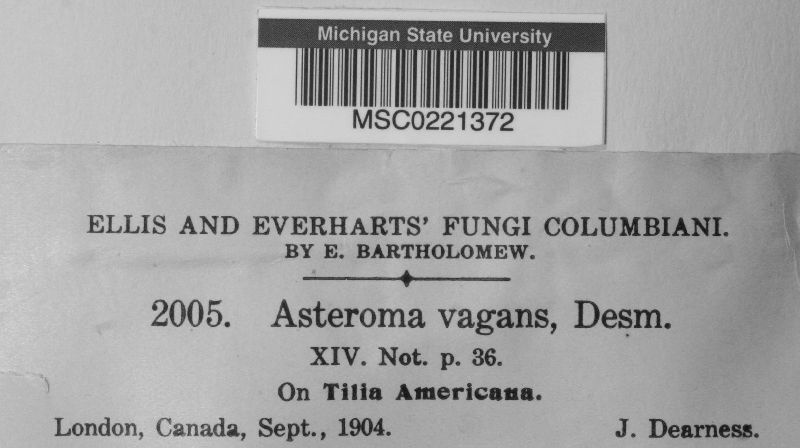 Michigan State University
MSC0221372
ELLIS AND EVERHARTS' FUNGI COLUMBIANI.
BY E. BARTHOLOMEW.
2005. Asteroma vagans, Desm.
XIV. Not. p. 36.
On Tilia Americana.
London, Canada, Sept., 1904. J. Dearness.